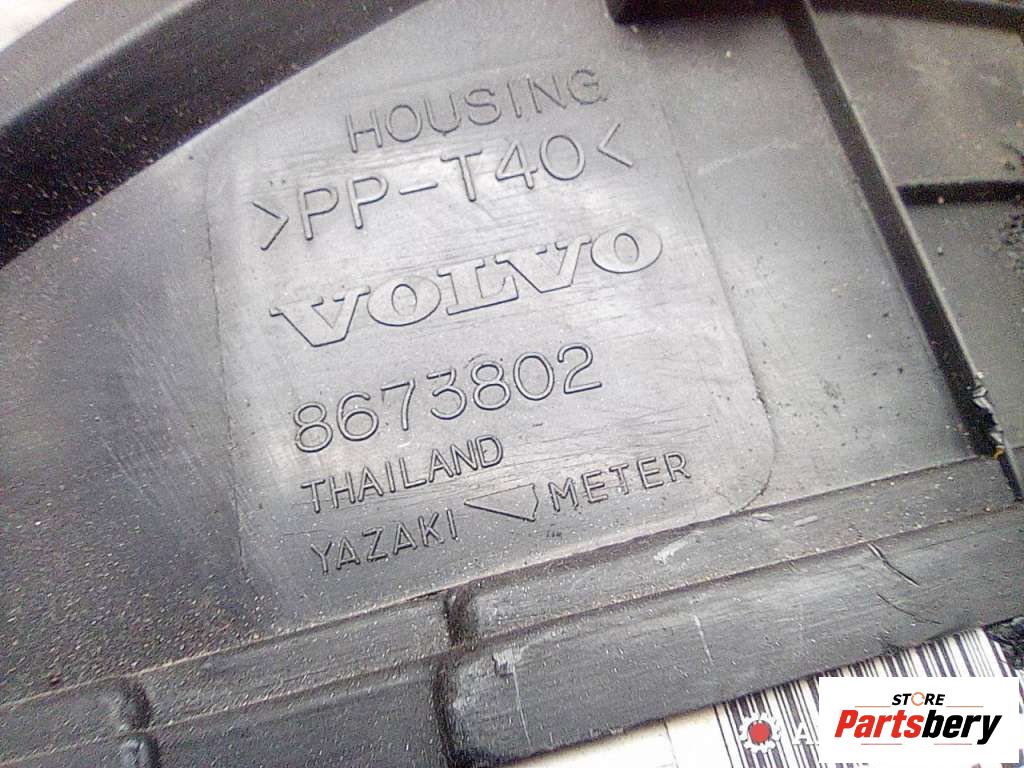 HOUSING
>PP-T40<
VOLVO
8673802
THAILAND
YAZAKI METER
STORE
Partsbery